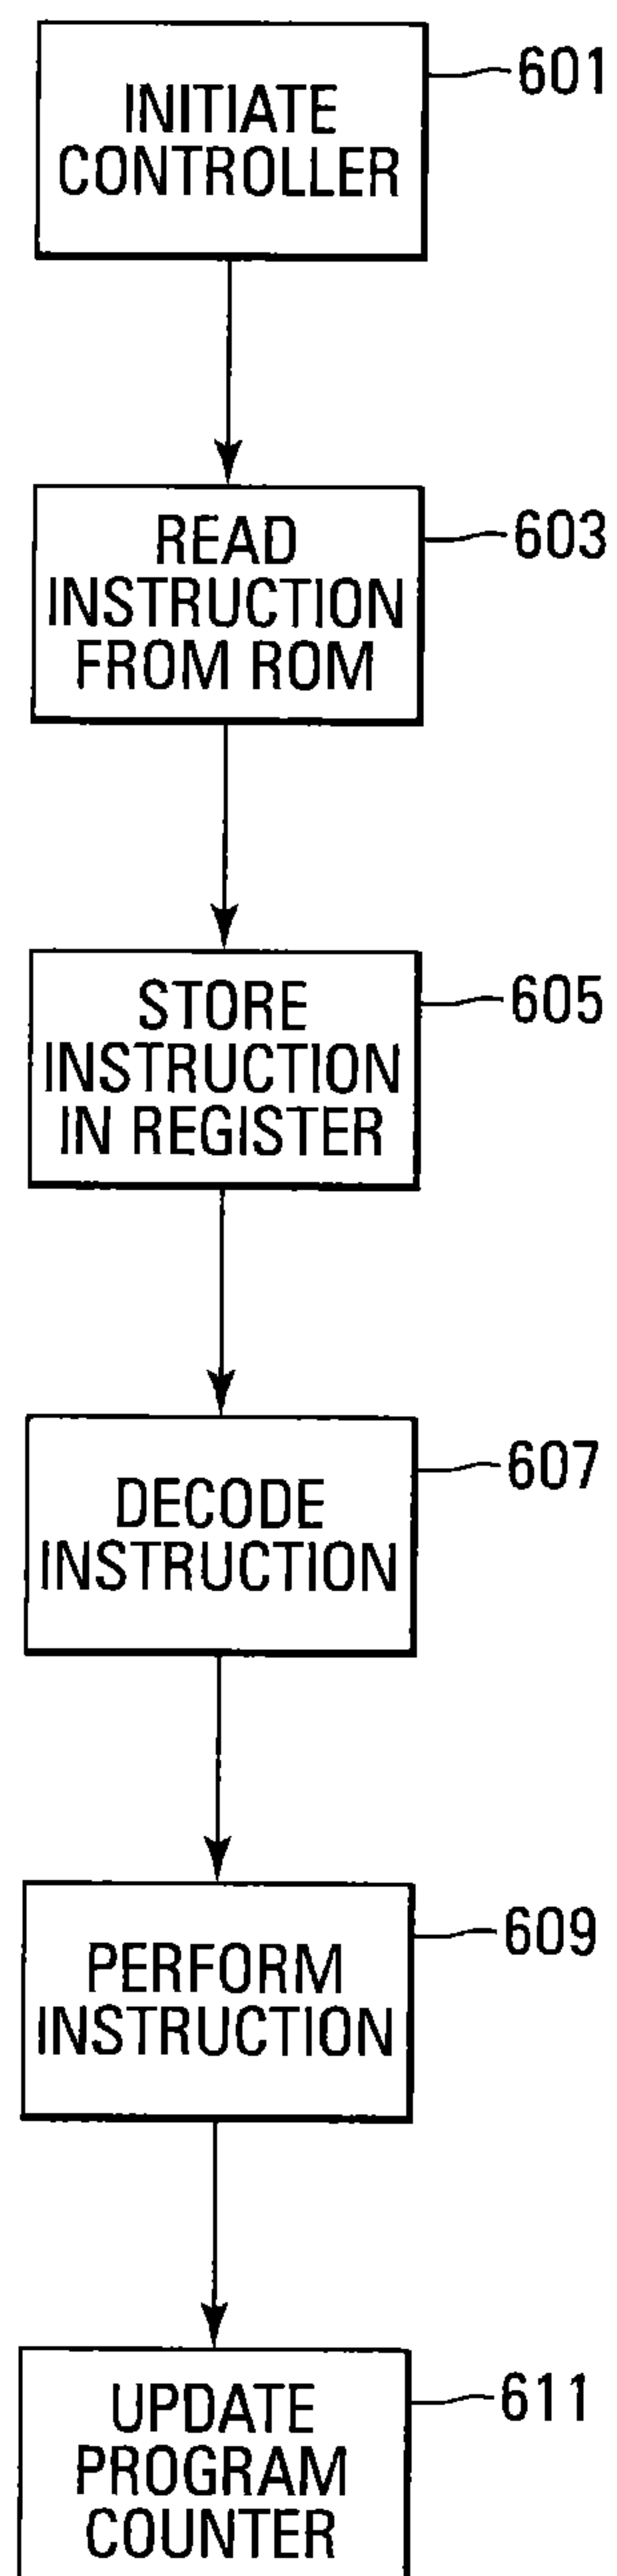 INITIATE
CONTROLLER
601
READ
INSTRUCTION
FROM ROM
603
STORE
INSTRUCTION
IN REGISTER
605
DECODE
INSTRUCTION
607
PERFORM
INSTRUCTION
609
UPDATE
PROGRAM
COUNTER
611